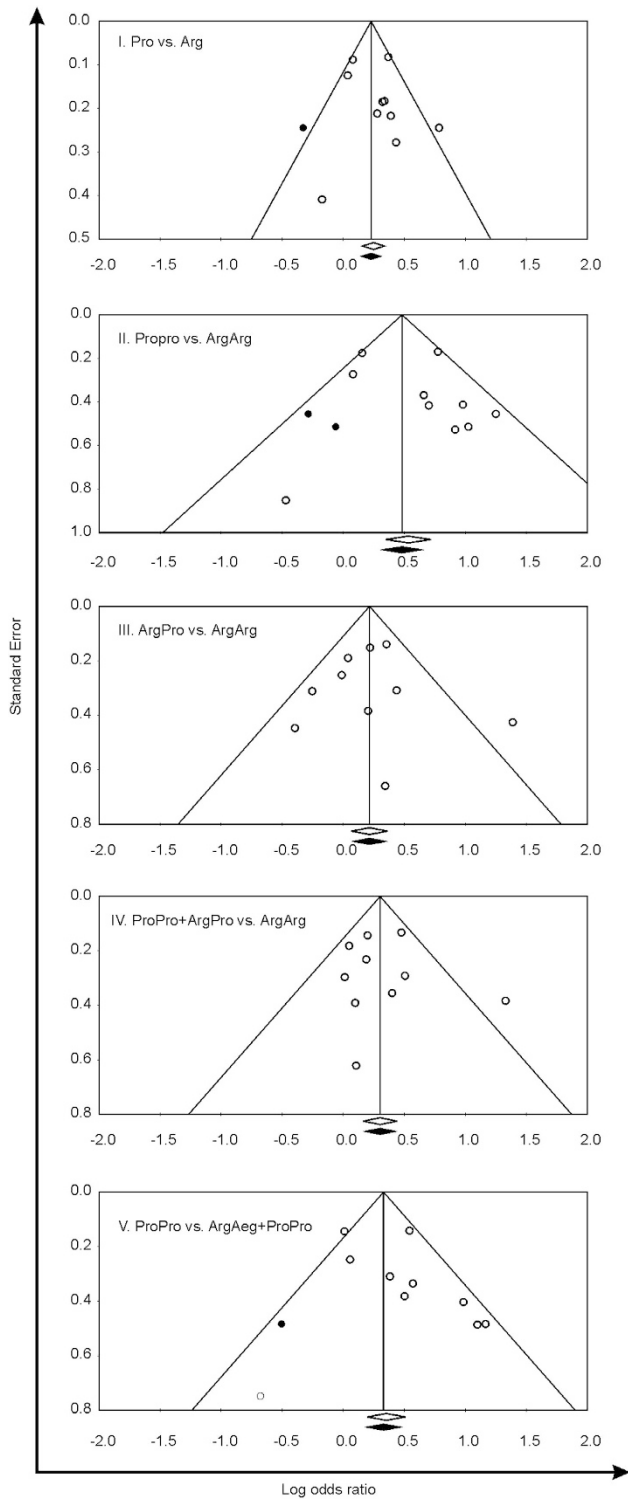 0.0
I. Pro vs. Arg
0.1
0.2
0.3
0.4
0.5
-2.0 -1.5 -1.0 -0.5 0.0 0.5 1.0 1.5 2.0
0.0
II. Propro vs. ArgArg
0.2
0.4
0.6
0.8
1.0
-2.0 -1.5 -1.0 -0.5 0.0 0.5 1.0 1.5 2.0
0.0
III. ArgPro vs. ArgArg
0.2
0.4
0.6
0.8
-2.0 -1.5 -1.0 -0.5 0.0 0.5 1.0 1.5 2.0
0.0
IV. ProPro+ArgPro vs. ArgArg
0.2
0.4
0.6
0.8
-2.0 -1.5 -1.0 -0.5 0.0 0.5 1.0 1.5 2.0
0.0
V. ProPro vs. ArgAeg+ProPro
0.2
0.4
0.6
0.8
-2.0 -1.5 -1.0 -0.5 0.0 0.5 1.0 1.5 2.0
Standard Error
Log odds ratio